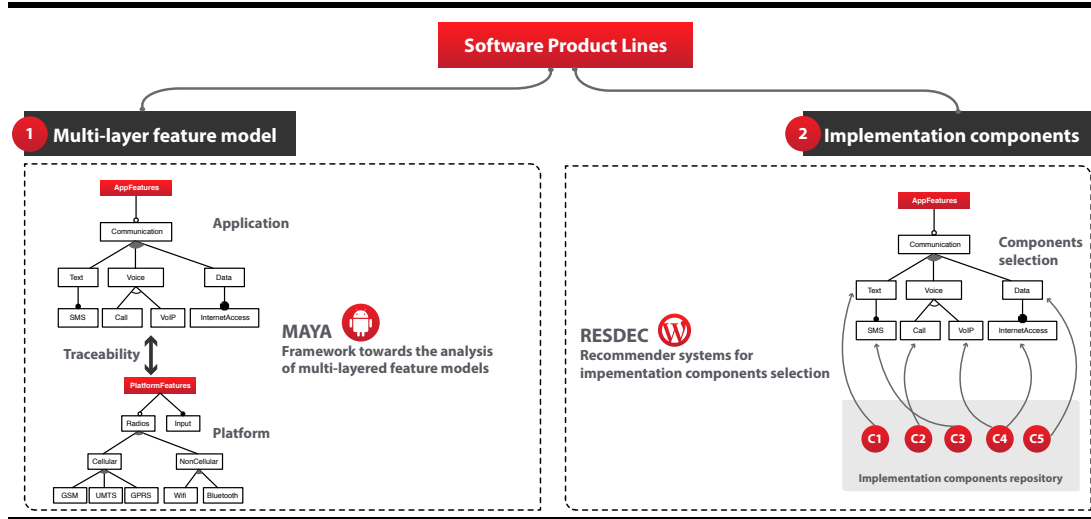 Software Product Lines
1 Multi-layer feature model
AppFeatures
Application
Communication
Text
Voice
Data
SMS
Call
VoIP
InternetAccess
Traceability
MAYA
Framework towards the analysis
of multi-layered feature models
PlatformFeatures
Radios
Input
Platform
Cellular
NonCellular
GSM
UMTS
GPRS
Wifi
Bluetooth
2 Implementation components
AppFeatures
Communication
Components
selection
Text
Voice
Data
SMS
Call
VoIP
InternetAccess
RESDEC
Recommender systems for
impementation components selection
C1
C2
C3
C4
C5
Implementation components repository